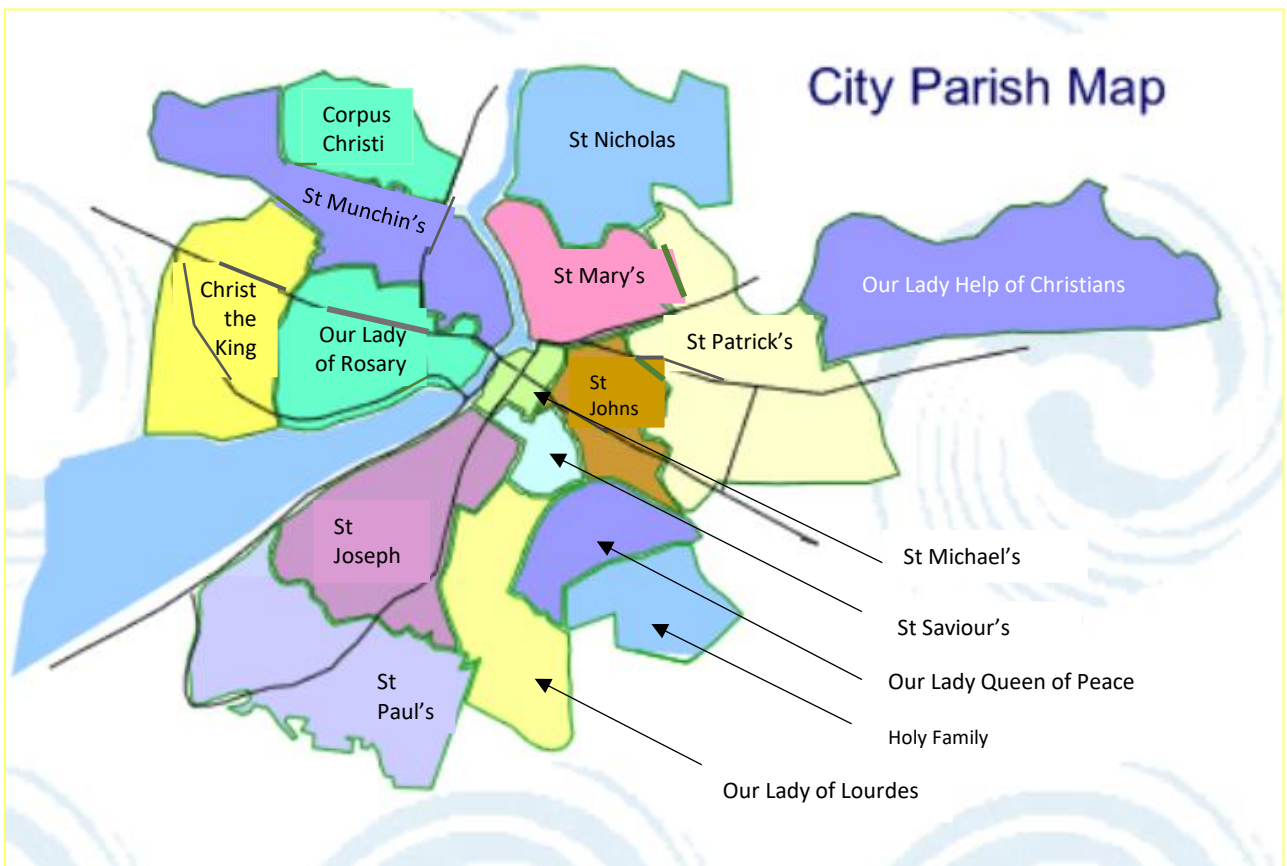 City Parish Map
Corpus
Christi
St Nicholas
St Munchin's
St Mary's
Our Lady Help of Christians
Christ
the
King
Our Lady
of Rosary
St Patrick's
St
Johns
St
Joseph
St Michael's
St Saviour's
Our Lady Queen of Peace
St
Paul's
Holy Family
Our Lady of Lourdes